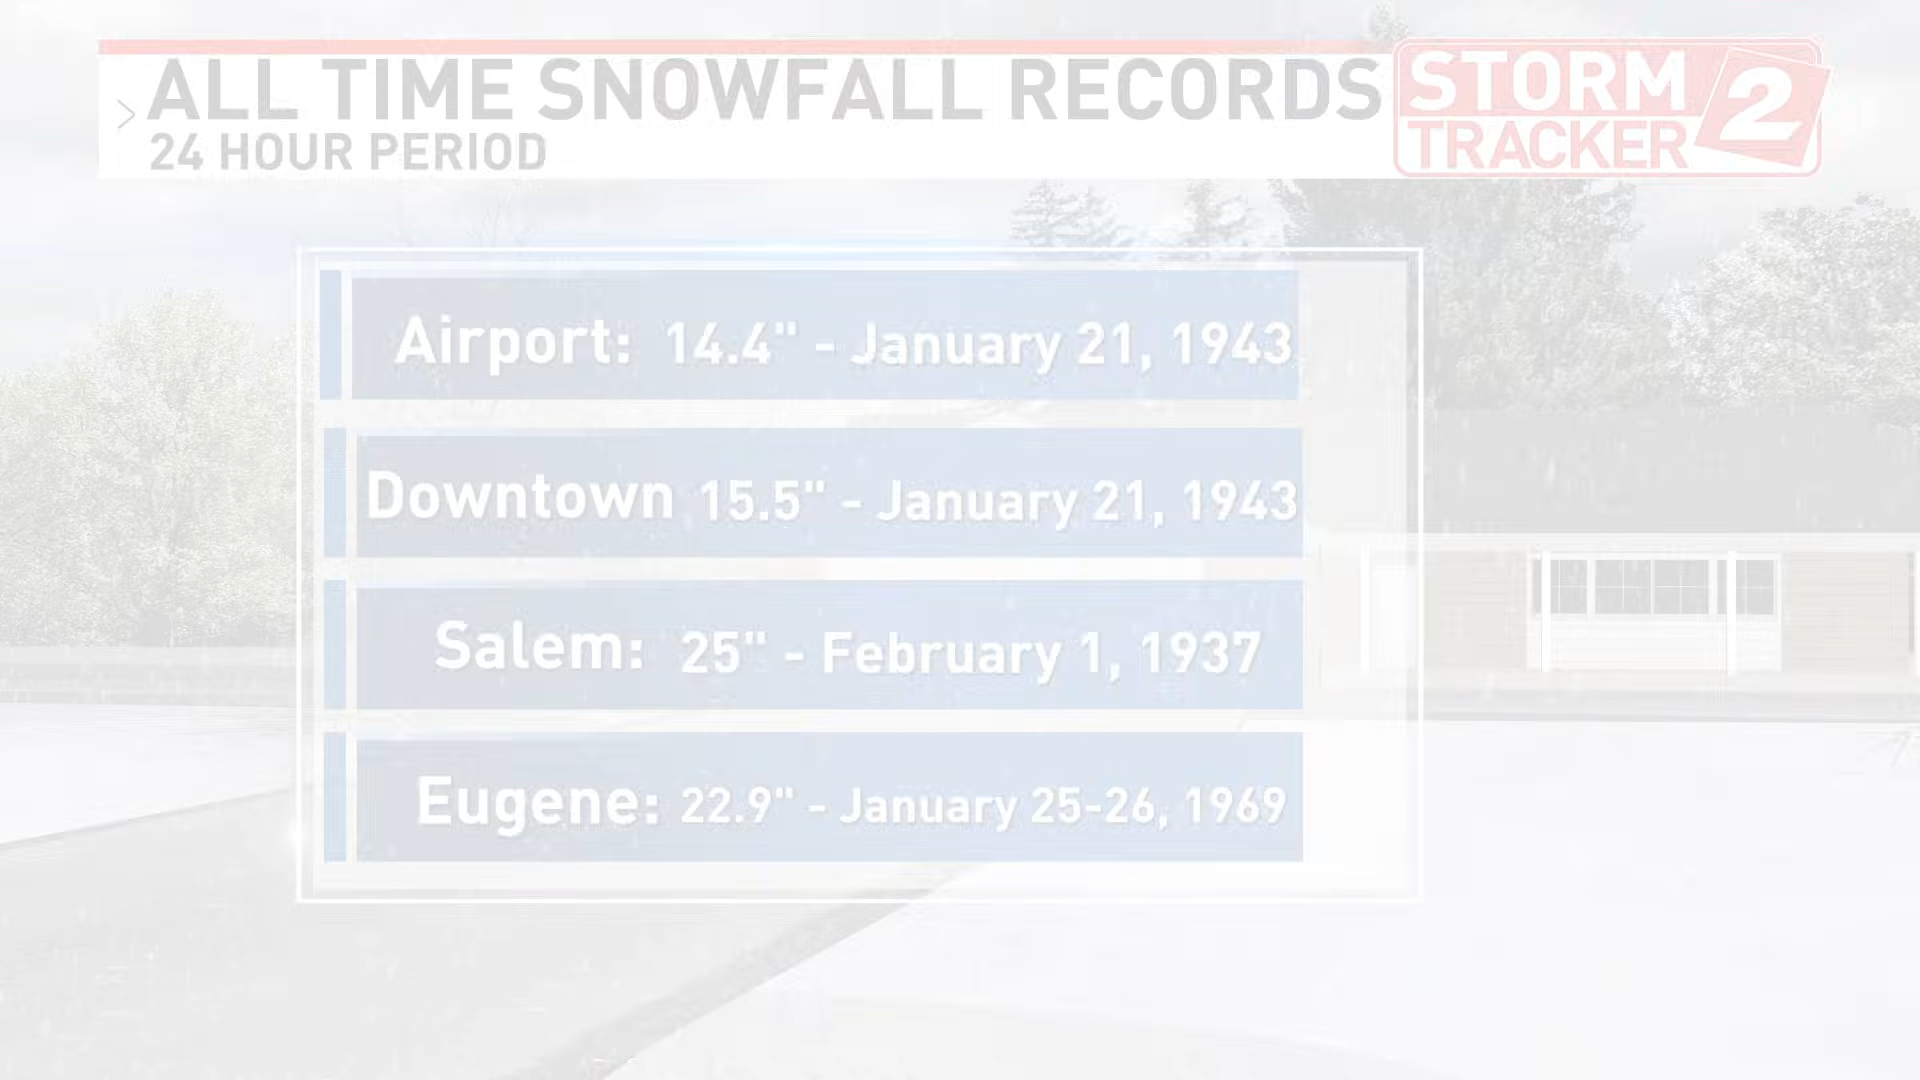 ALL TIME SNOWFALL RECORDS
24 HOUR PERIOD
STORM
TRACKER 2
Airport: 14.4" - January 21, 1943
Downtown 15.5" - January 21, 1943
Salem: 25" - February 1, 1937
Eugene: 22.9" - January 25-26, 1969